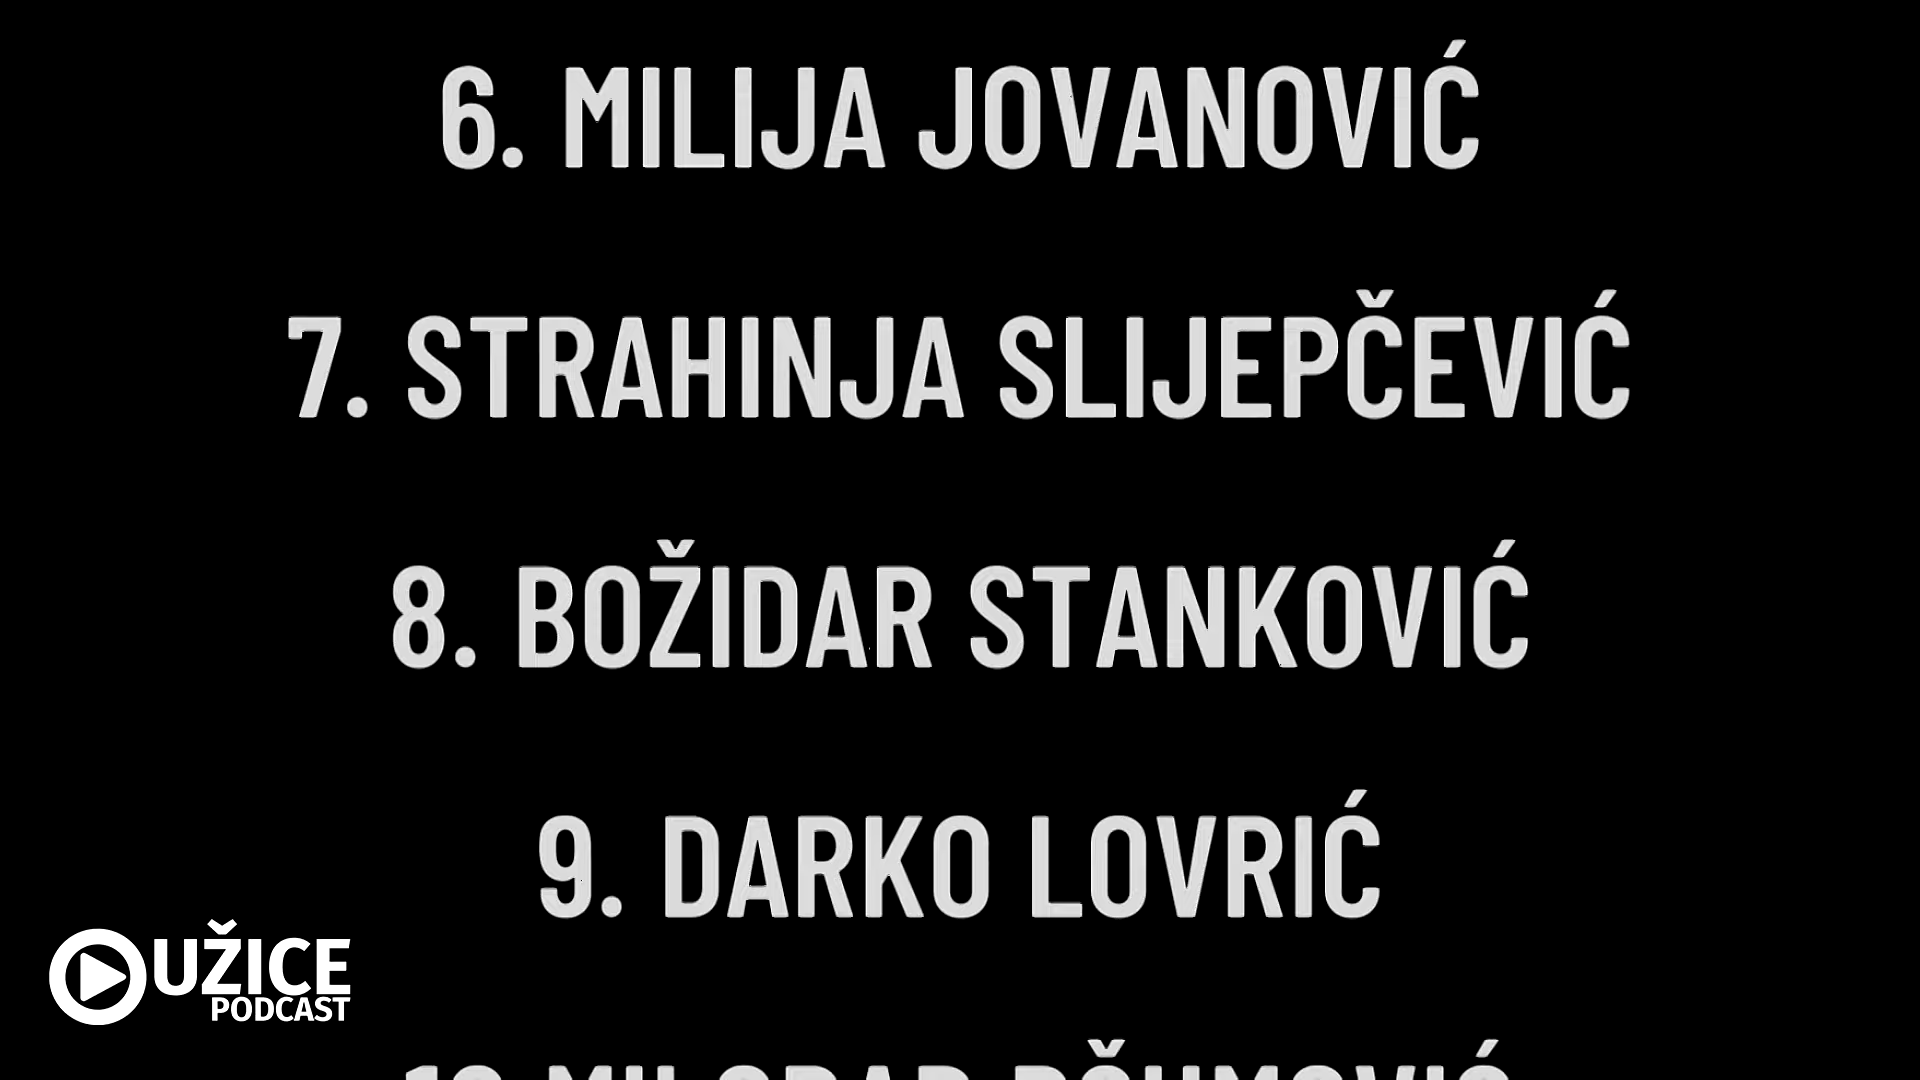 6. MILIJA JOVANOVIĆ
7. STRAHINJA SLIJEPČEVIĆ
8. BOŽIDAR STANKOVIĆ
9. DARKO LOVRIĆ
UŽICE
PODCAST